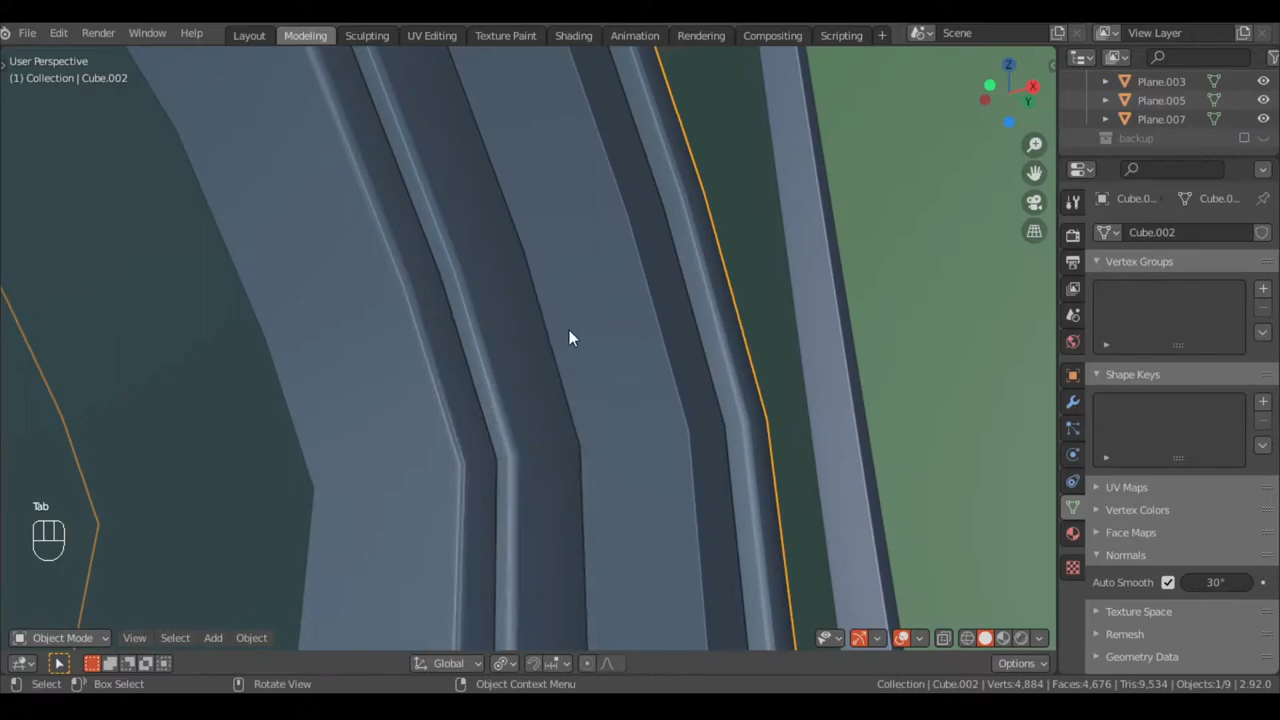 File Edit Render Window Help Layout Modeling Sculpting UV Editing Texture Paint Shading Animation Rendering Compositing Scripting + Scene View Layer
User Perspective
(1) Collection | Cube.002
Z
X
Y
Plane.003
Plane.005
Plane.007
backup
Cube.0... Cube.0...
Cube.002
Vertex Groups
Shape Keys
UV Maps
Vertex Colors
Face Maps
Normals
Auto Smooth 30°
Texture Space
Remesh
Geometry Data
Tab
Object Mode View Select Add Object
Global Options
Select Box Select Rotate View Object Context Menu Collection | Cube.002 | Verts:4,884 | Faces:4,676 | Tris:9,534 | Objects:1/9 | 2.92.0